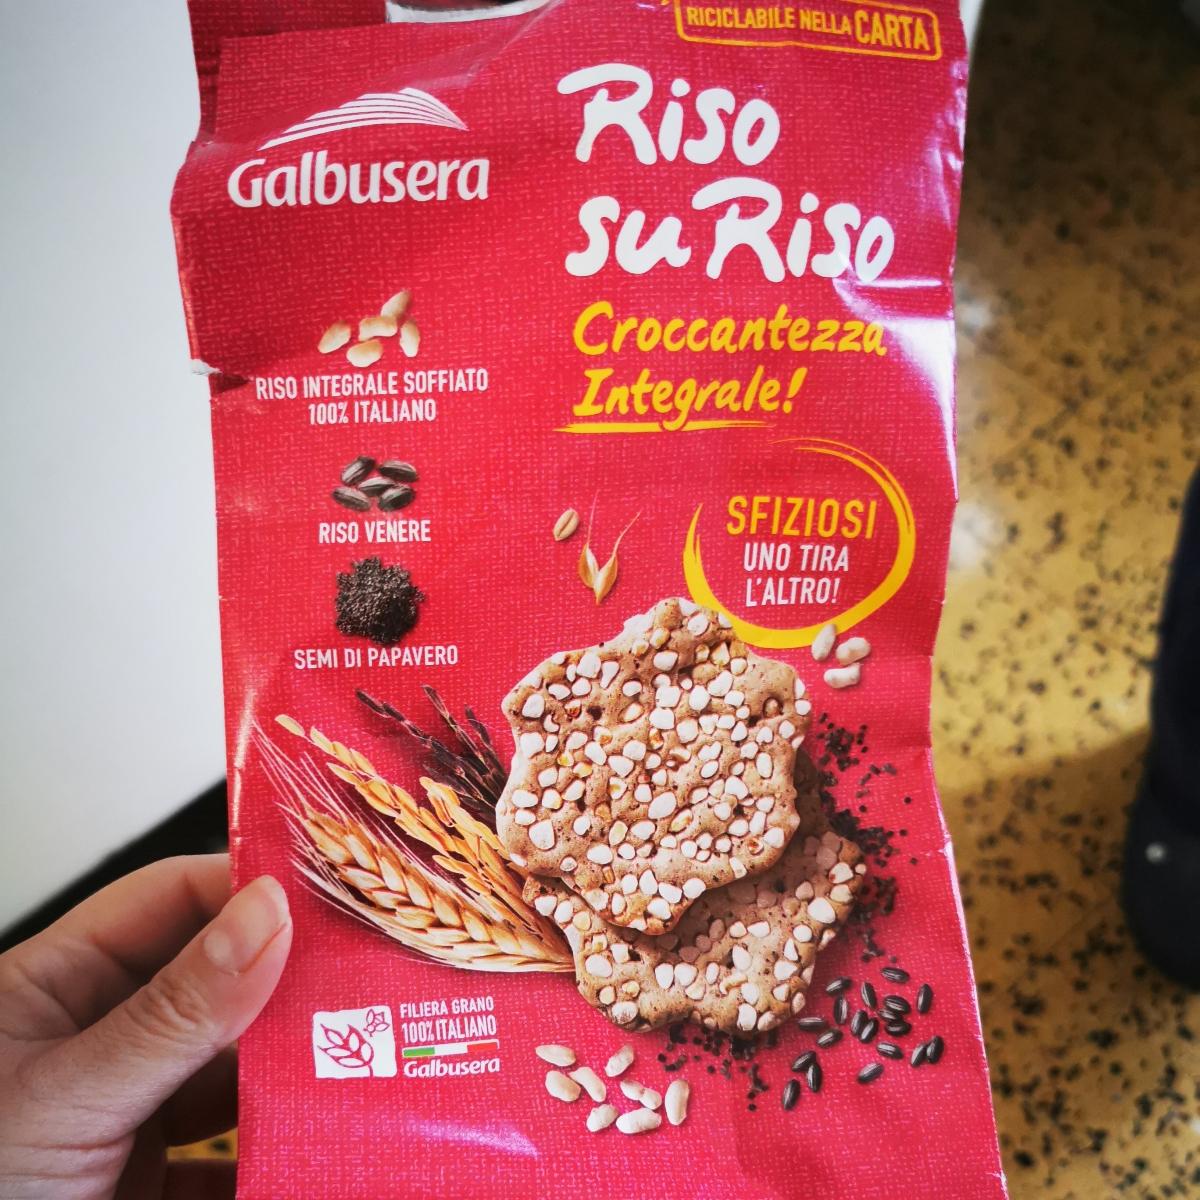 RICICLABILE NELLA CARTA
Galbusera
Riso
su Riso
Croccantezza
Integrale!
RISO INTEGRALE SOFFIATO
100% ITALIANO
RISO VENERE
SEMI DI PAPAVERO
SFIZIOSI
UNO TIRA
L'ALTRO!
FILIERA GRANO
100% ITALIANO
Galbusera